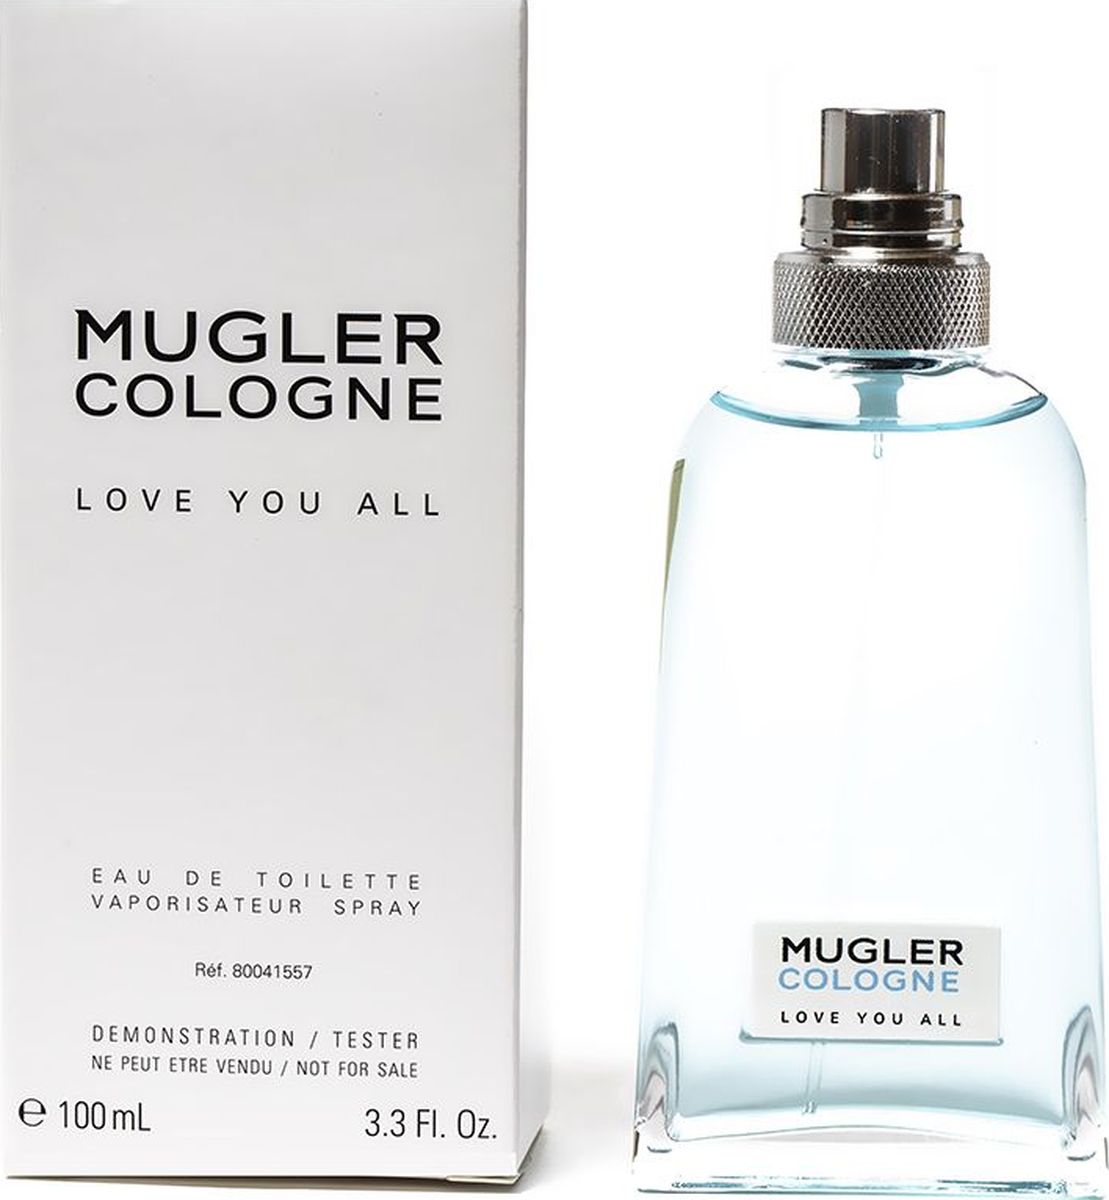 MUGLER
COLOGNE
LOVE YOU ALL
EAU DE TOILETTE
VAPORISATEUR SPRAY
Réf. 80041557
DEMONSTRATION / TESTER
NE PEUT ETRE VENDU / NOT FOR SALE
℮ 100 mL 3.3 Fl. Oz.
MUGLER
COLOGNE
LOVE YOU ALL